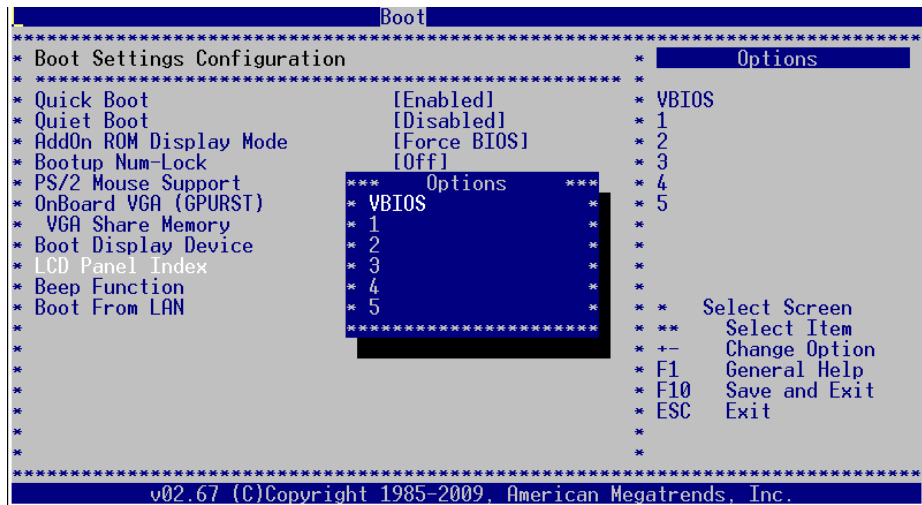 Boot
Boot Settings Configuration
Options
Quick Boot [Enabled]
Quiet Boot [Disabled]
AddOn ROM Display Mode [Force BIOS]
Bootup Num-Lock [Off]
PS/2 Mouse Support
OnBoard VGA (GPURST)
VGA Share Memory
Boot Display Device
LCD Panel Index
Beep Function
Boot From LAN
*** Options ***
* VBIOS *
* 1 *
* 2 *
* 3 *
* 4 *
* 5 *
VBIOS
1
2
3
4
5
* Select Screen
** Select Item
+- Change Option
F1 General Help
F10 Save and Exit
ESC Exit
v02.67 (C)Copyright 1985-2009, American Megatrends, Inc.